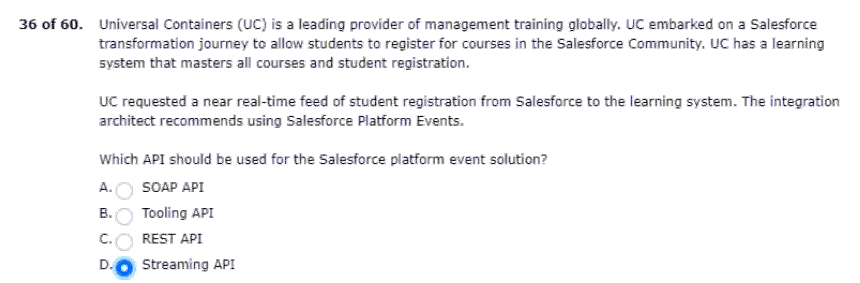 36 of 60. Universal Containers (UC) is a leading provider of management training globally. UC embarked on a Salesforce
transformation journey to allow students to register for courses in the Salesforce Community. UC has a learning
system that masters all courses and student registration.
UC requested a near real-time feed of student registration from Salesforce to the learning system. The integration
architect recommends using Salesforce Platform Events.
Which API should be used for the Salesforce platform event solution?
A. SOAP API
B. Tooling API
C. REST API
D. Streaming API